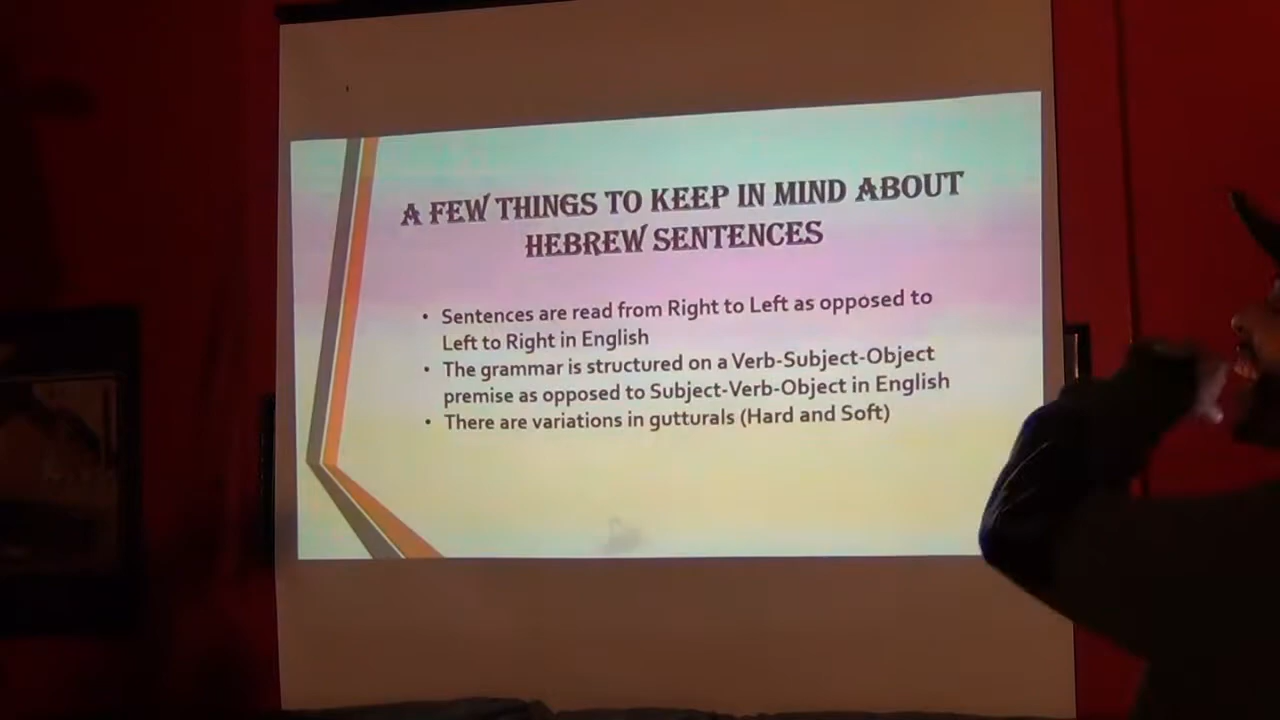 A FEW THINGS TO KEEP IN MIND ABOUT
HEBREW SENTENCES
• Sentences are read from Right to Left as opposed to
Left to Right in English
• The grammar is structured on a Verb-Subject-Object
premise as opposed to Subject-Verb-Object in English
• There are variations in gutturals (Hard and Soft)